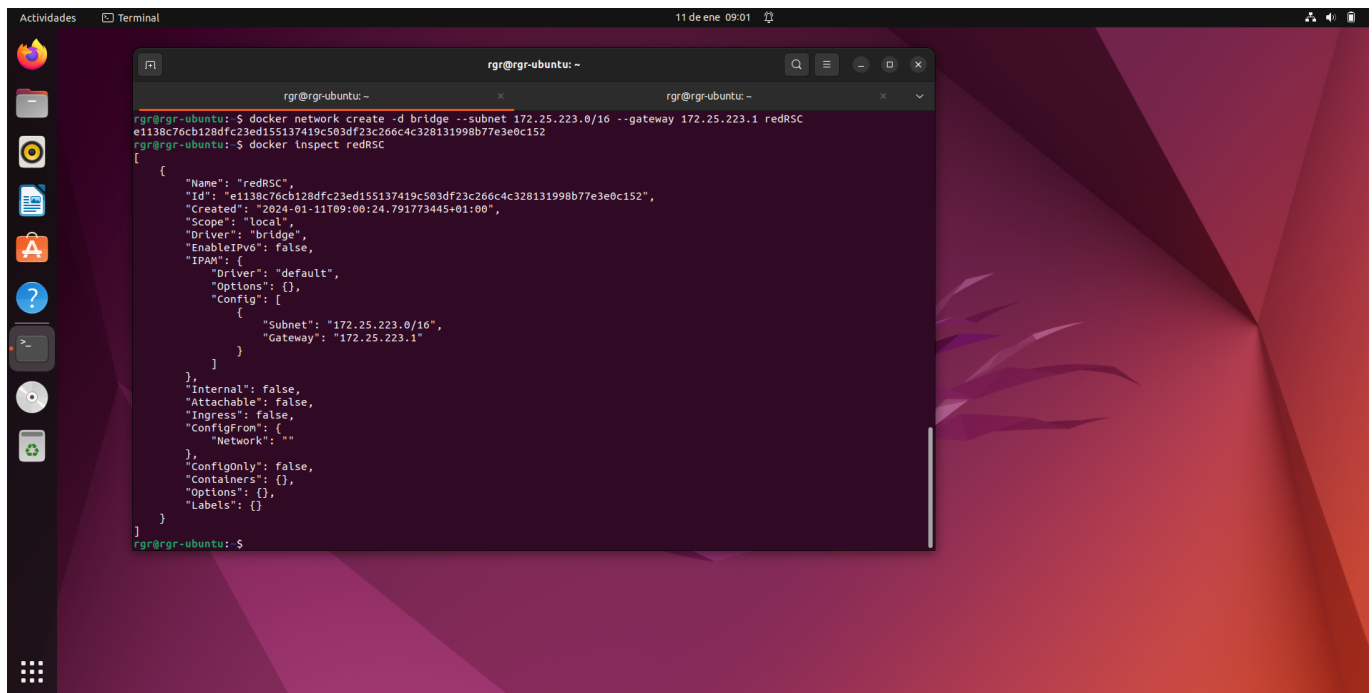 Actividades
Terminal
11 de ene 09:01
rgr@rgr-ubuntu: ~
rgr@rgr-ubuntu: ~
rgr@rgr-ubuntu: ~
rgr@rgr-ubuntu:~$ docker network create -d bridge --subnet 172.25.223.0/16 --gateway 172.25.223.1 redRSC
e1138c76cb128dfc23ed155137419c503df23c266c4c328131998b77e3e0c152
rgr@rgr-ubuntu:~$ docker inspect redRSC
[
    {
        "Name": "redRSC",
        "Id": "e1138c76cb128dfc23ed155137419c503df23c266c4c328131998b77e3e0c152",
        "Created": "2024-01-11T09:00:24.791773445+01:00",
        "Scope": "local",
        "Driver": "bridge",
        "EnableIPv6": false,
        "IPAM": {
            "Driver": "default",
            "Options": {},
            "Config": [
                {
                    "Subnet": "172.25.223.0/16",
                    "Gateway": "172.25.223.1"
                }
            ]
        },
        "Internal": false,
        "Attachable": false,
        "Ingress": false,
        "ConfigFrom": {
            "Network": ""
        },
        "ConfigOnly": false,
        "Containers": {},
        "Options": {},
        "Labels": {}
    }
]
rgr@rgr-ubuntu:~$